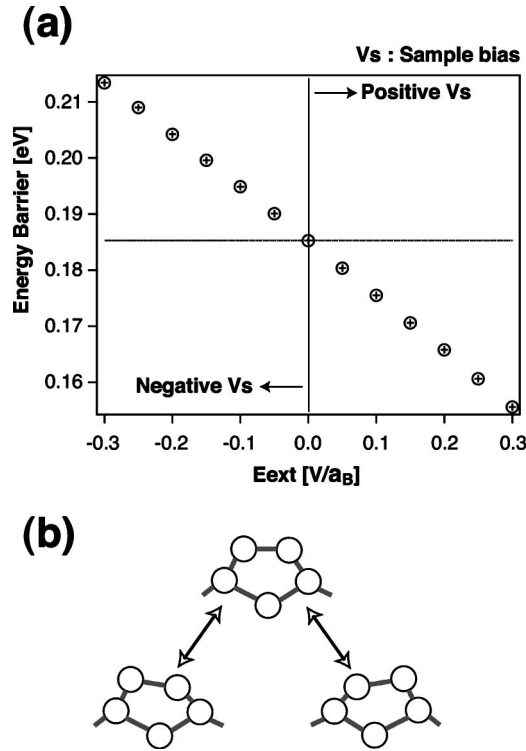 (a)
Vs : Sample bias
Positive Vs
Negative Vs
Energy Barrier [eV]
0.21
0.20
0.19
0.18
0.17
0.16
-0.3 -0.2 -0.1 0.0 0.1 0.2 0.3
Eext [V/aB]
(b)